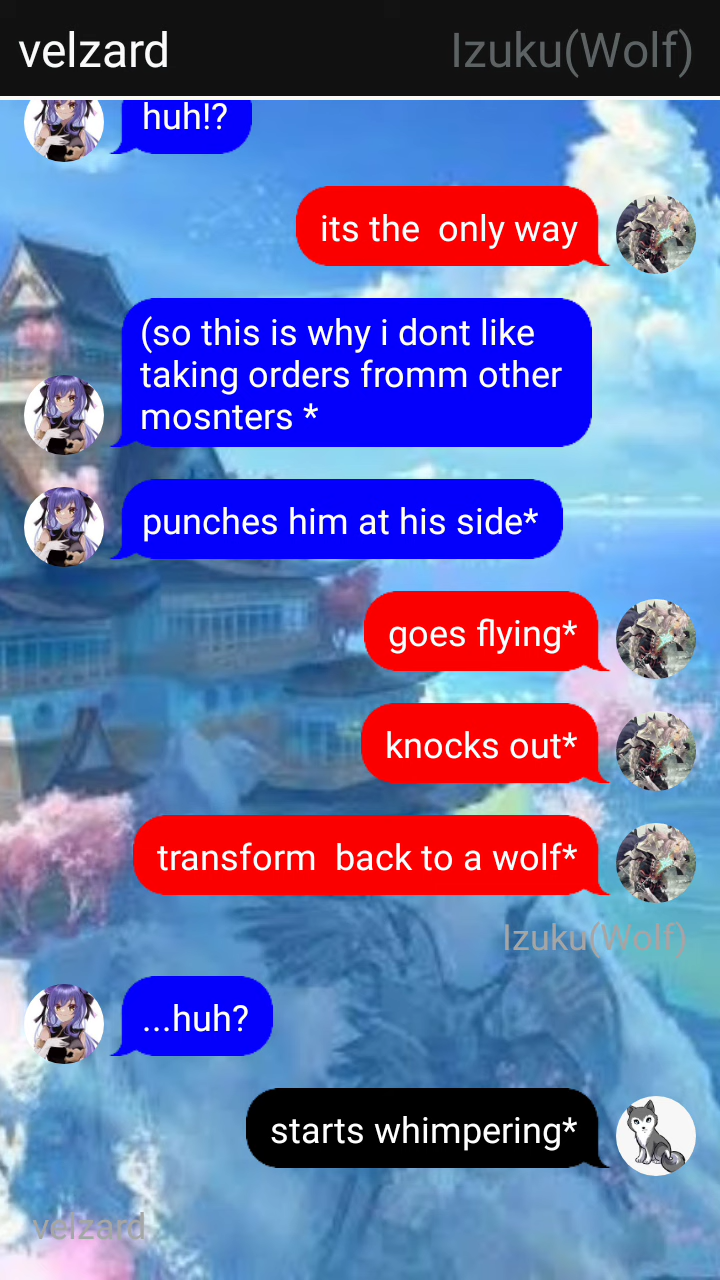 velzard
Izuku(Wolf)
huh!?
its the  only way
(so this is why i dont like
taking orders fromm other
mosnters *
punches him at his side*
goes flying*
knocks out*
transform  back to a wolf*
Izuku(Wolf)
...huh?
starts whimpering*
velzard